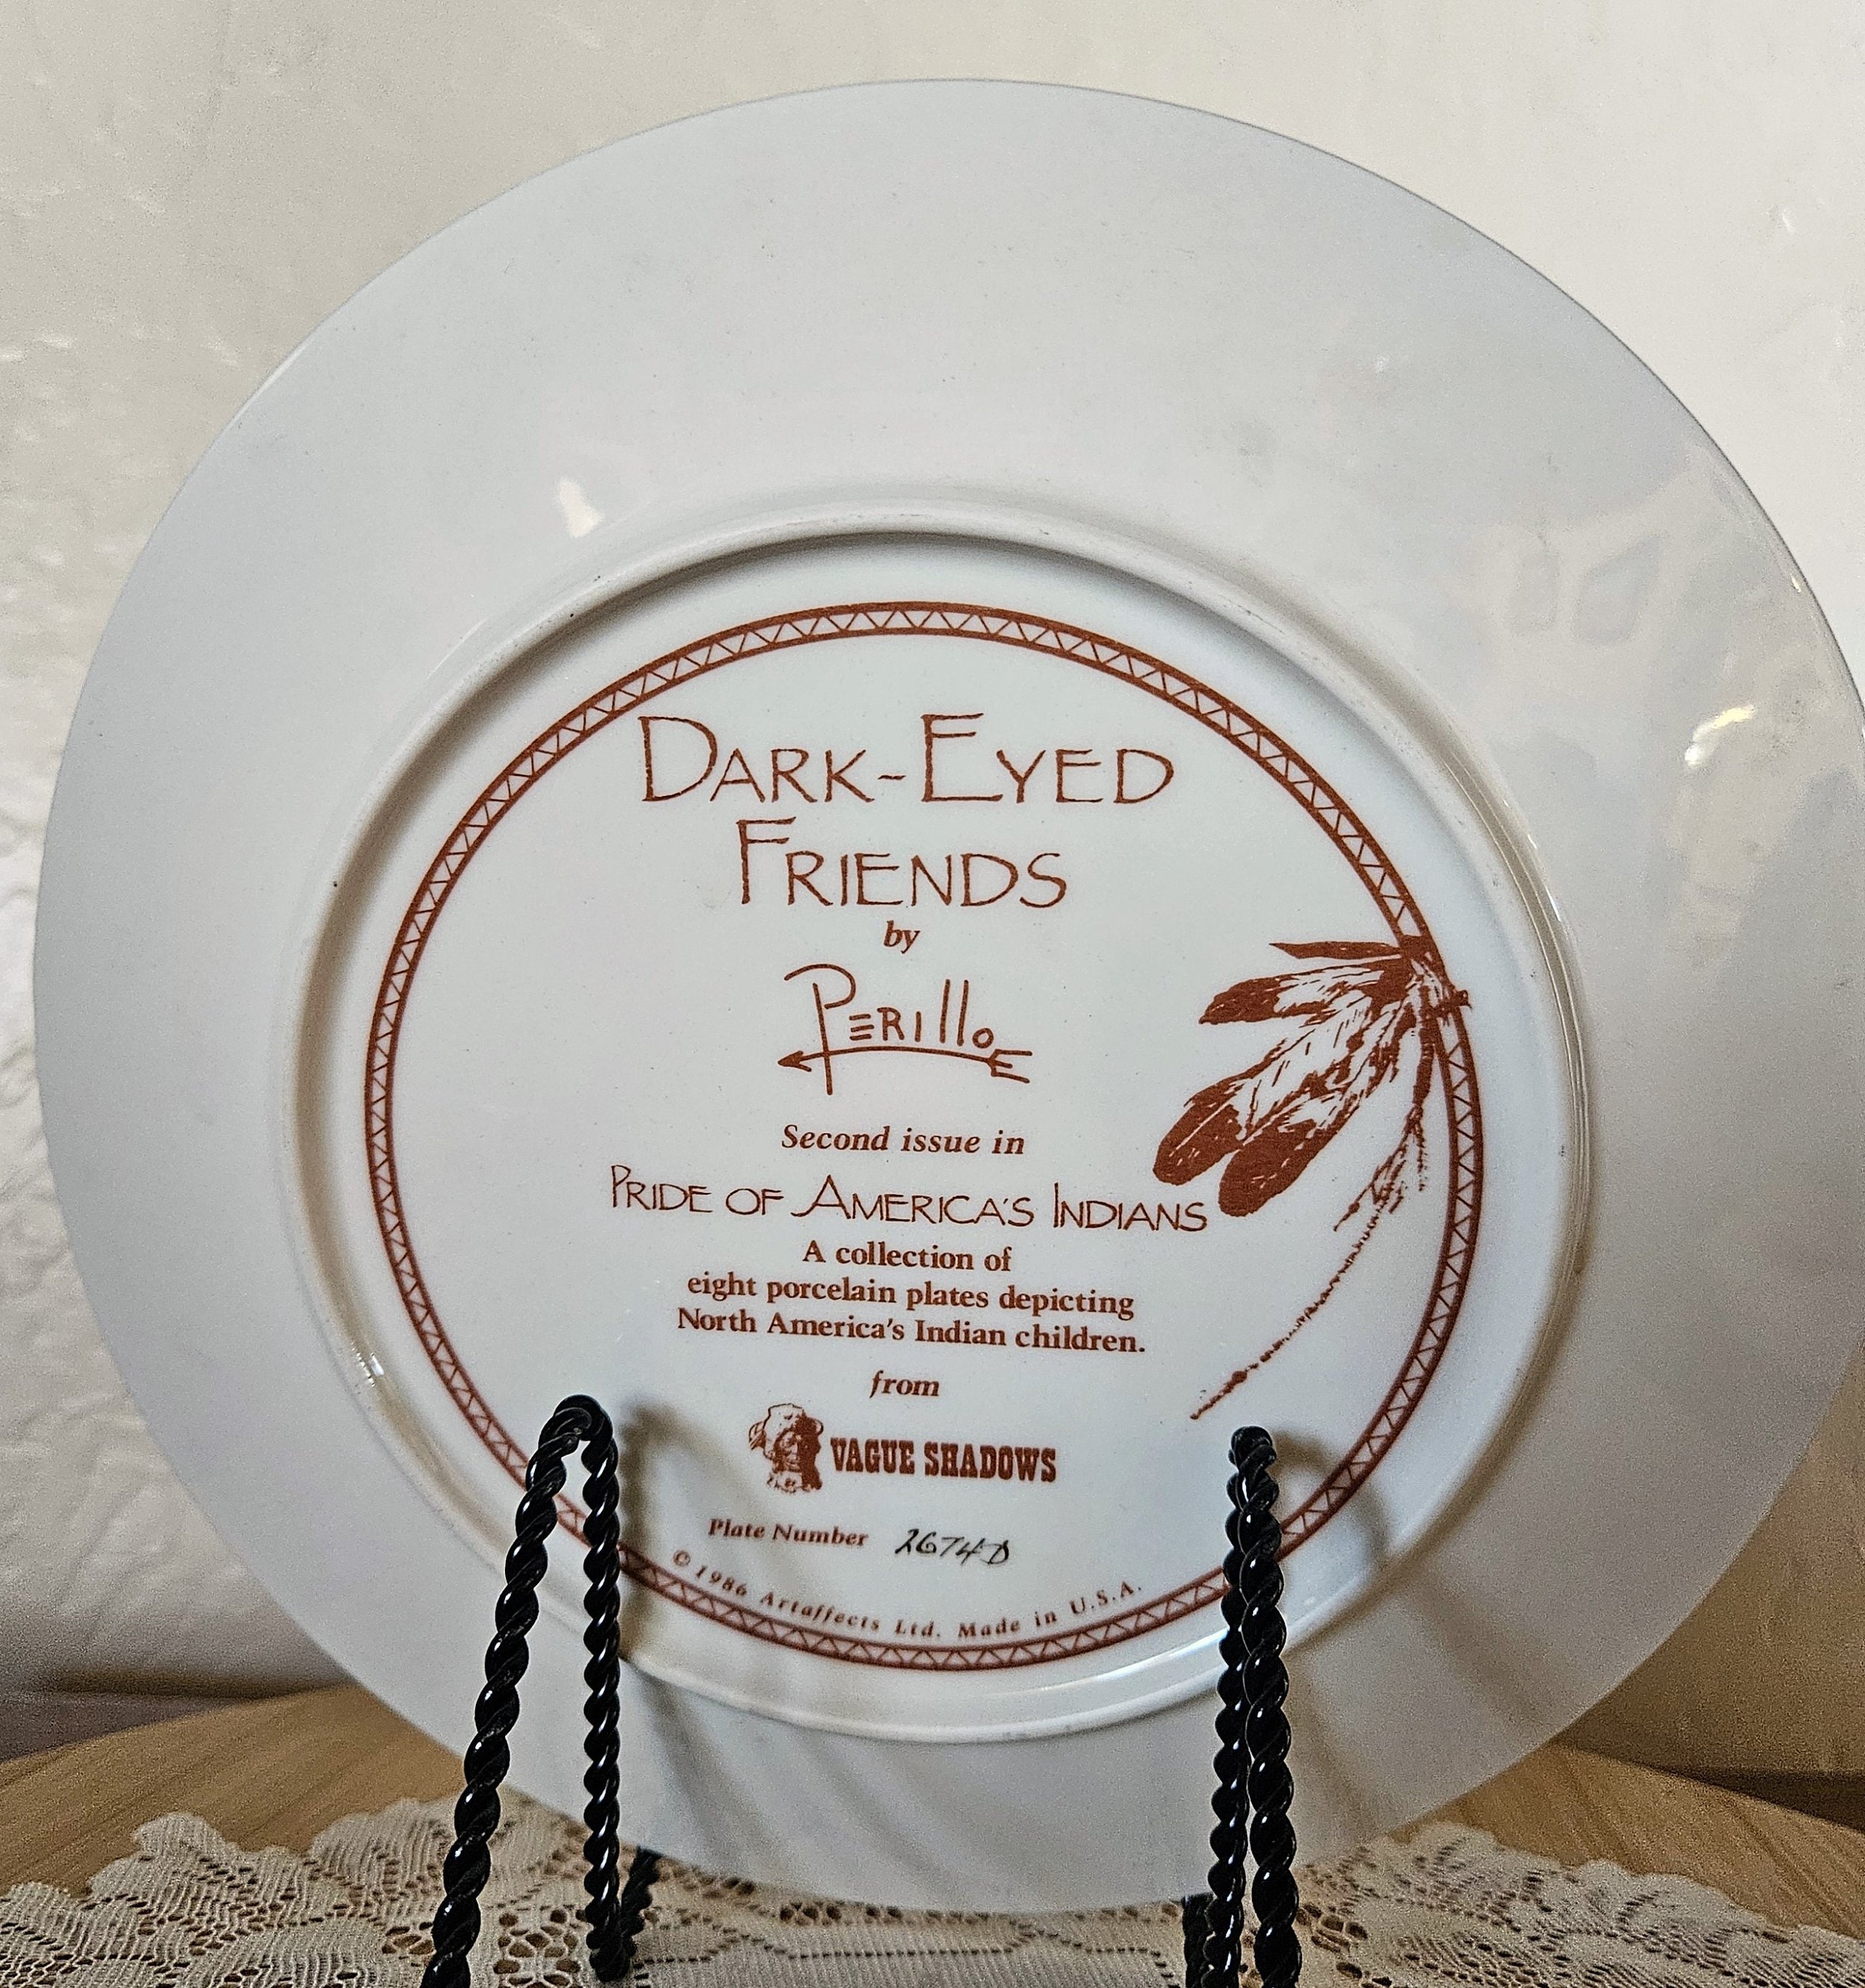 DARK-EYED
FRIENDS
by
PERILLO
Second issue in
PRIDE OF AMERICA'S INDIANS
A collection of
eight porcelain plates depicting
North America's Indian children.
from
VAGUE SHADOWS
Plate Number 2674D
© 1986 Artaffects Ltd. Made in U.S.A.